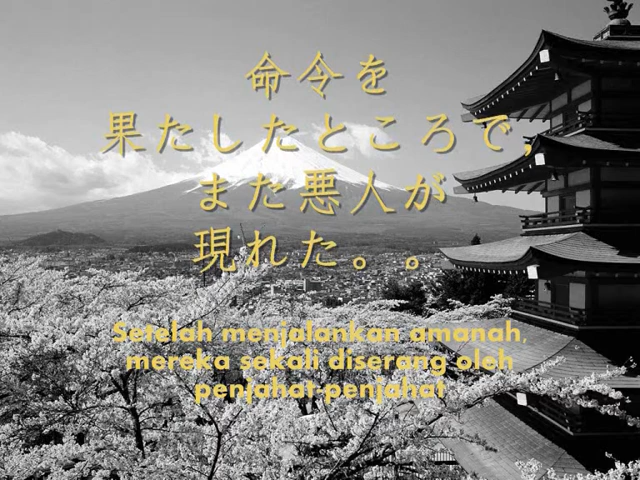 命令を
果たしたところで,
また悪人が
現れた。。
Setelah menjalankan amanah,
mereka sekali diserang oleh
penjahat-penjahat